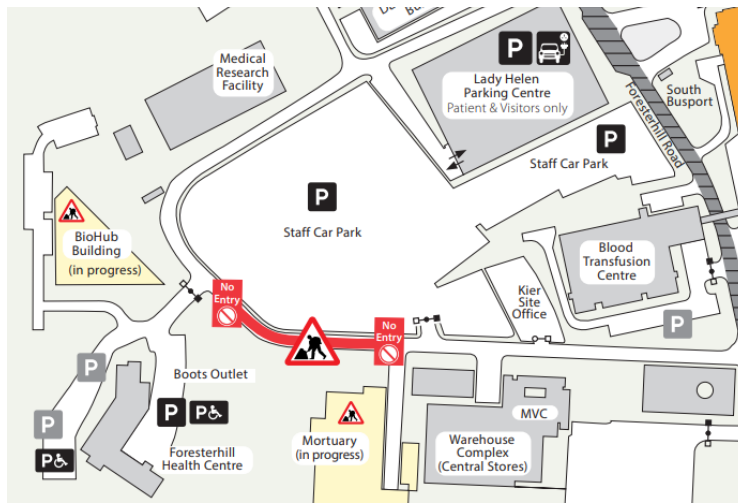 Medical
Research
Facility
P
Lady Helen
Parking Centre
Patient & Visitors only
South
Busport
Foresterhill Road
P
Staff Car Park
P
Staff Car Park
BioHub
Building
(in progress)
Blood
Transfusion
Centre
Kier
Site
Office
No
Entry
No
Entry
P
P
Boots Outlet
P
P
P
P
Foresterhill
Health Centre
Mortuary
(in progress)
MVC
Warehouse
Complex
(Central Stores)